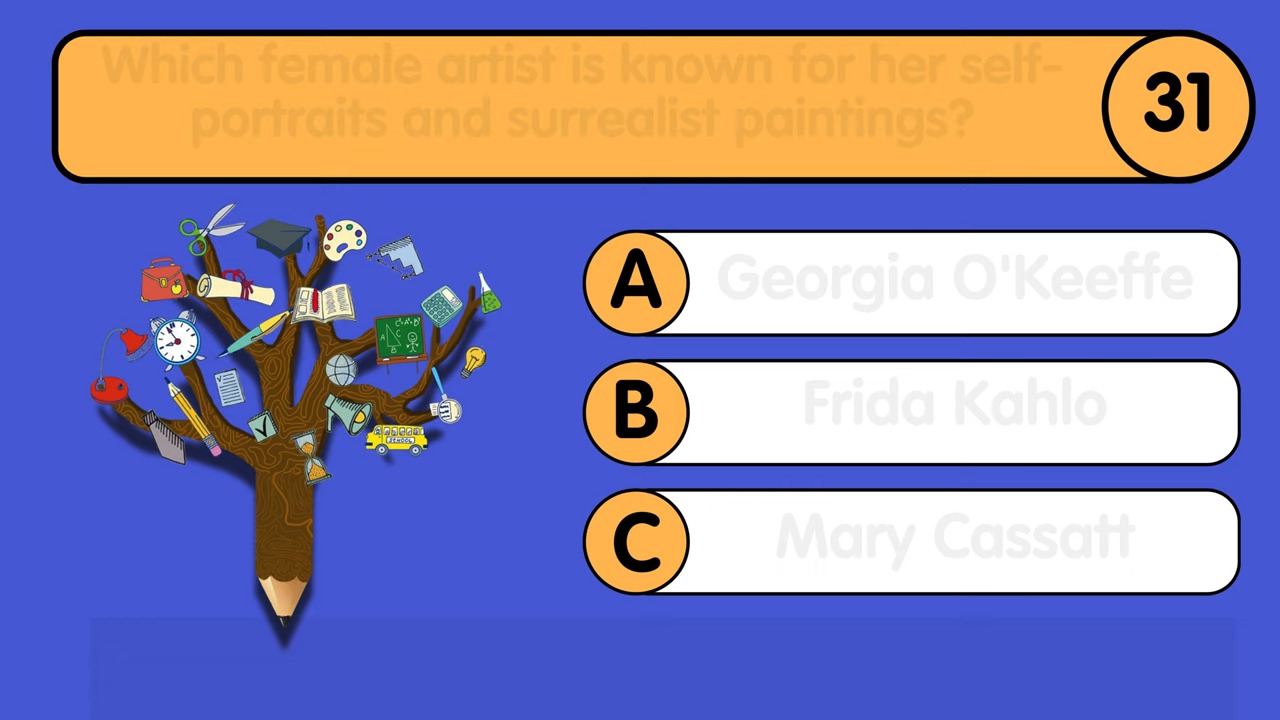 Which female artist is known for her self-
portraits and surrealist paintings?
31
A
Georgia O'Keeffe
B
Frida Kahlo
C
Mary Cassatt
SCHOOL